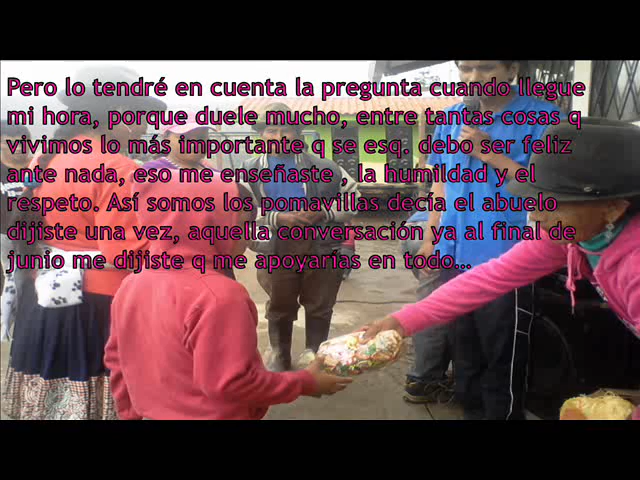 Pero lo tendré en cuenta la pregunta cuando llegue
mi hora, porque duele mucho, entre tantas cosas q
vivimos lo más importante q se esq. debo ser feliz
ante nada, eso me enseñaste , la humildad y el
respeto. Así somos los pomavillas decía el abuelo
dijiste una vez, aquella conversación ya al final de
junio me dijiste q me apoyarías en todo...